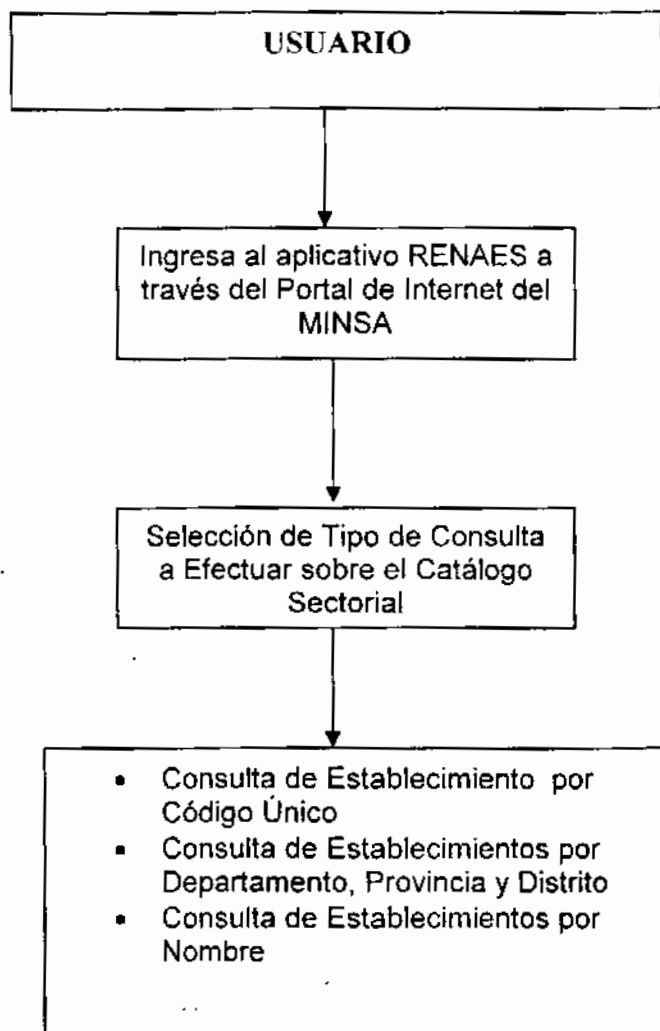 USUARIO
Ingresa al aplicativo RENAES a
través del Portal de Internet del
MINSA
Selección de Tipo de Consulta
a Efectuar sobre el Catálogo
Sectorial
• Consulta de Establecimiento por
Código Único
• Consulta de Establecimientos por
Departamento, Provincia y Distrito
• Consulta de Establecimientos por
Nombre